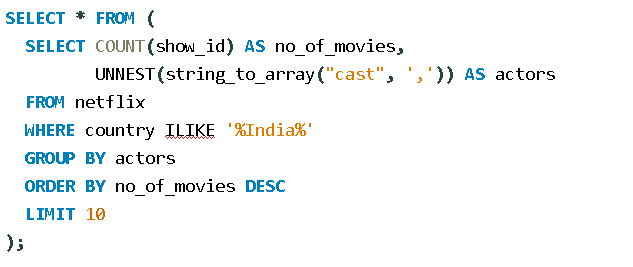 SELECT * FROM (
  SELECT COUNT(show_id) AS no_of_movies,
         UNNEST(string_to_array("cast", ',')) AS actors
  FROM netflix
  WHERE country ILIKE '%India%'
  GROUP BY actors
  ORDER BY no_of_movies DESC
  LIMIT 10
);